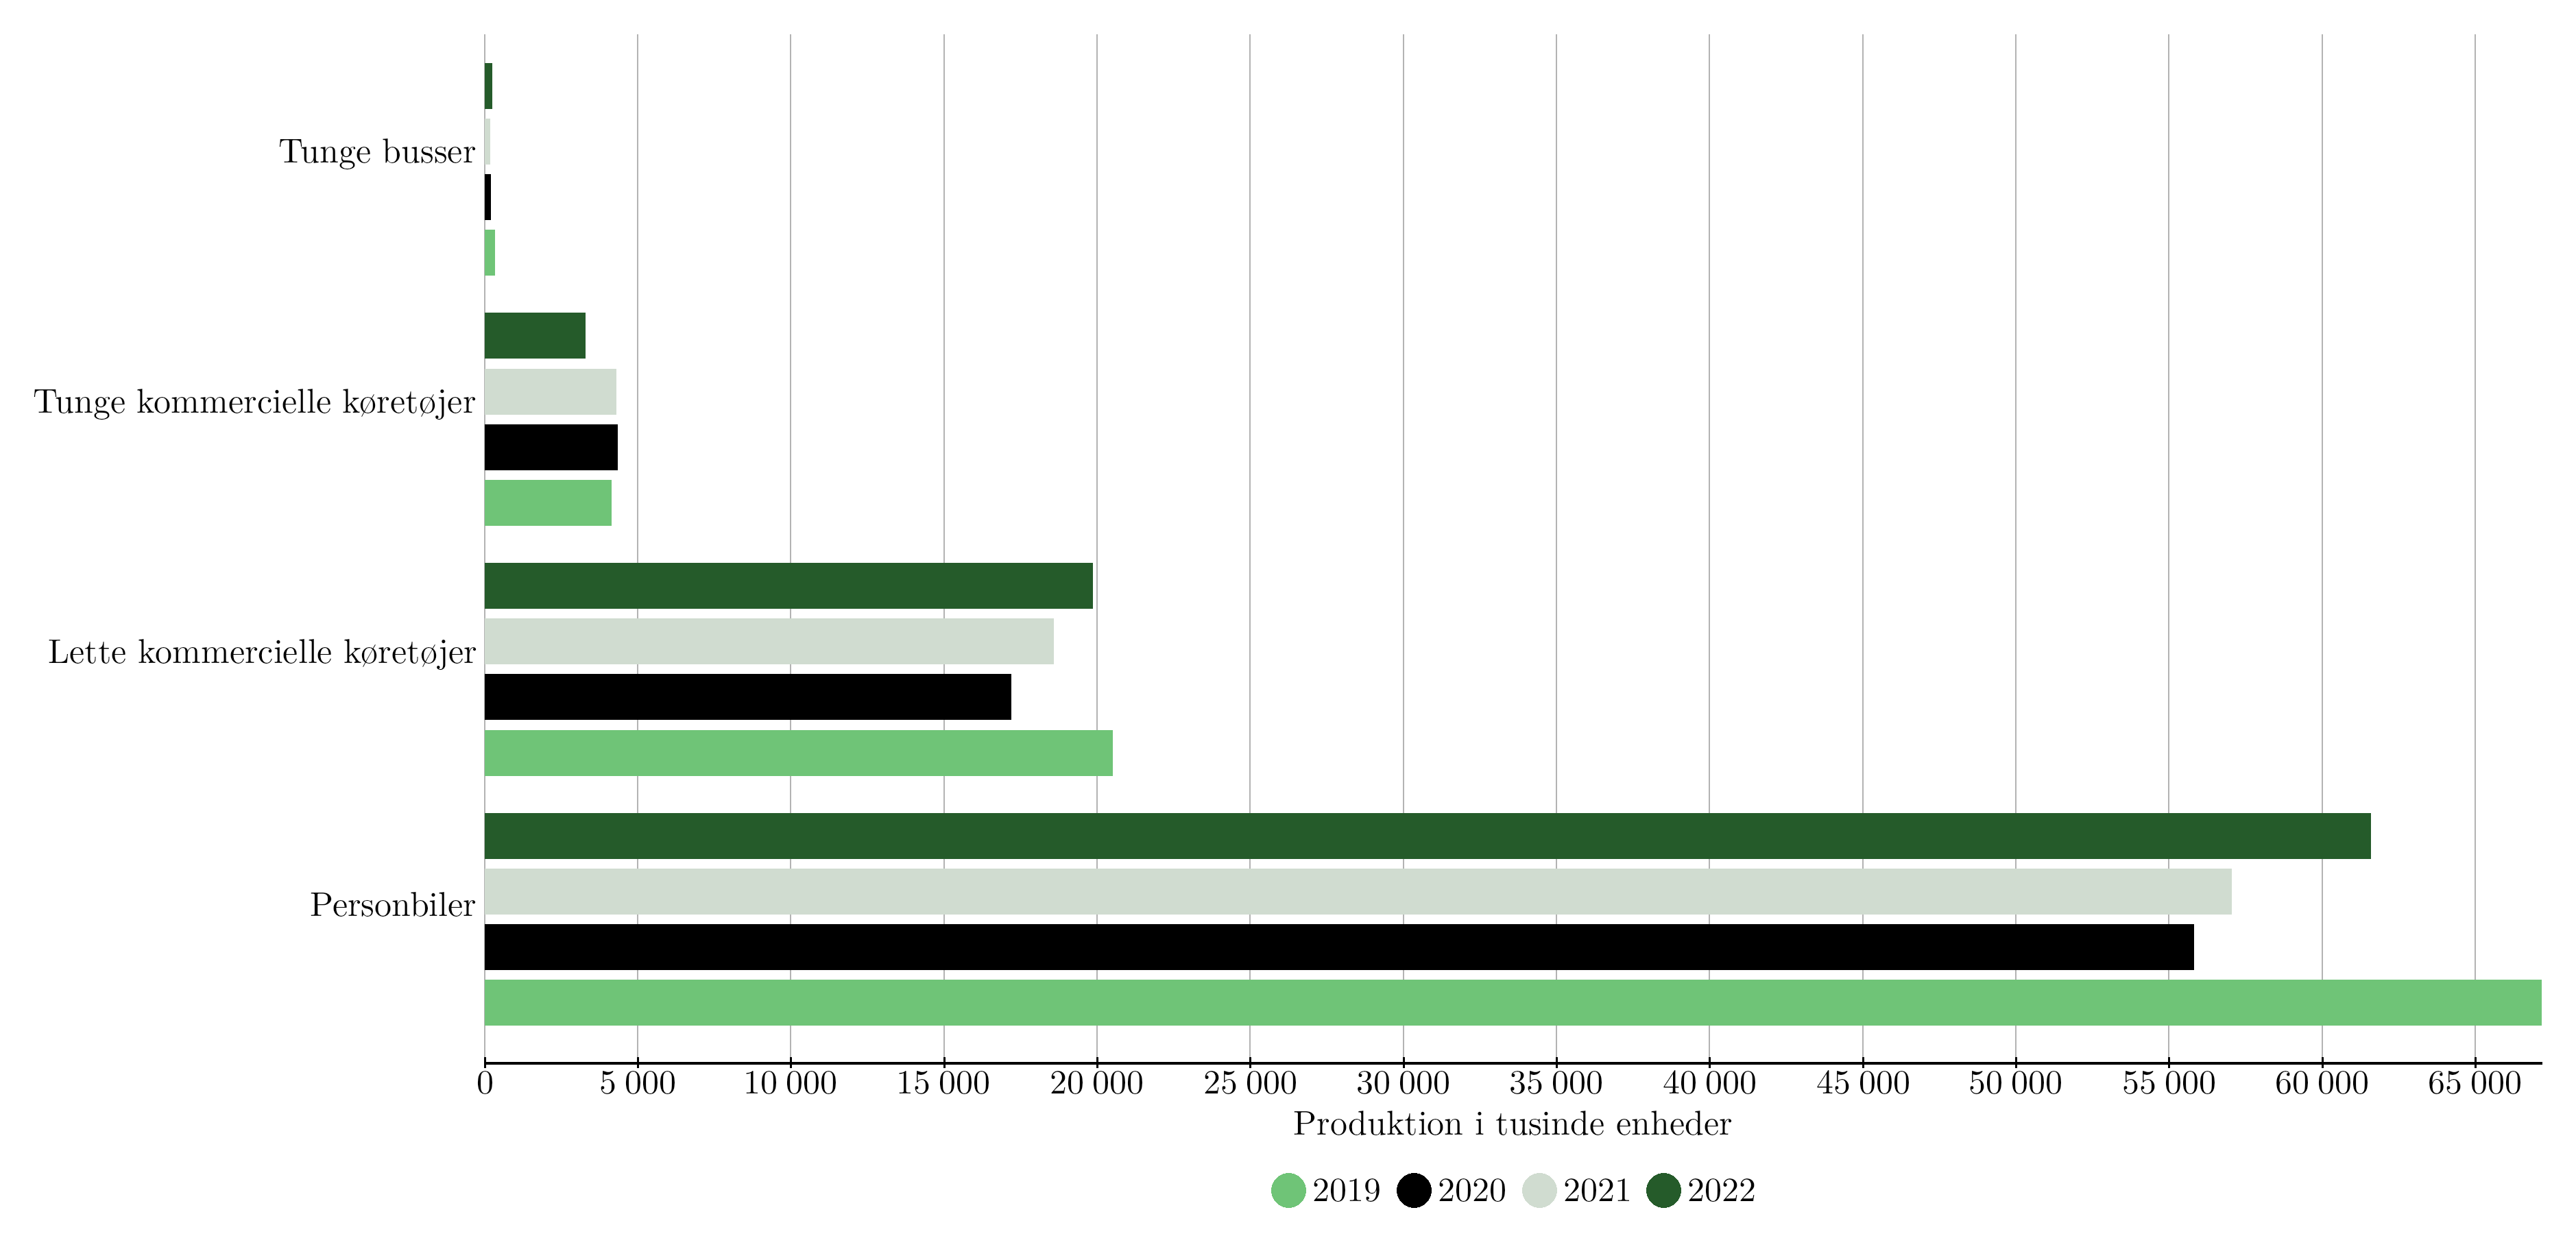 Tunge busser
Tunge kommercielle køretøjer
Lette kommercielle køretøjer
Personbiler
0 5 000 10 000 15 000 20 000 25 000 30 000 35 000 40 000 45 000 50 000 55 000 60 000 65 000
Produktion i tusinde enheder
2019 2020 2021 2022